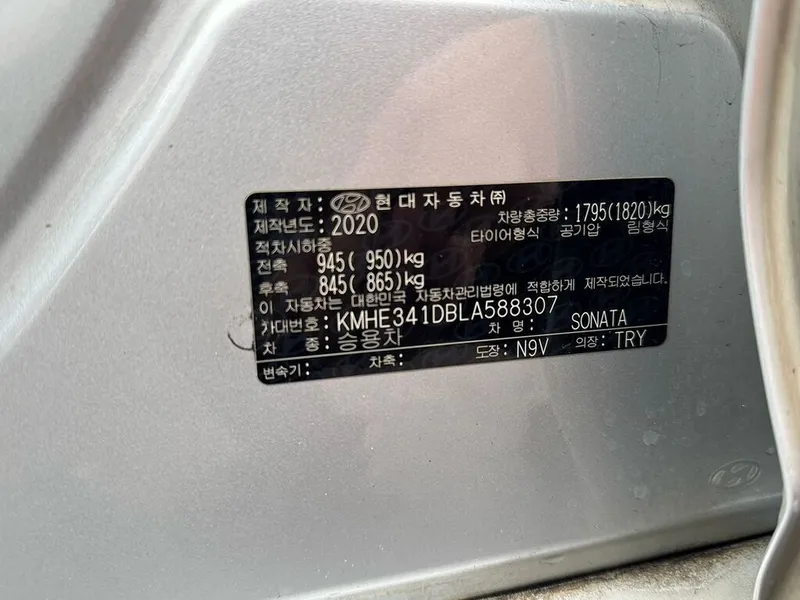 제 작 자: 현대자동차(주)
차량총중량: 1795(1820)kg
제작년도: 2020
타이어형식 공기압 림형식
적차시하중
전축 945( 950)kg
후축 845( 865)kg
이 자동차는 대한민국 자동차관리법령에 적합하게 제작되었습니다.
차대번호: KMHE341DBLA588307
차 명: SONATA
차 종: 승용차
변속기: 차축: 도장: N9V 의장: TRY